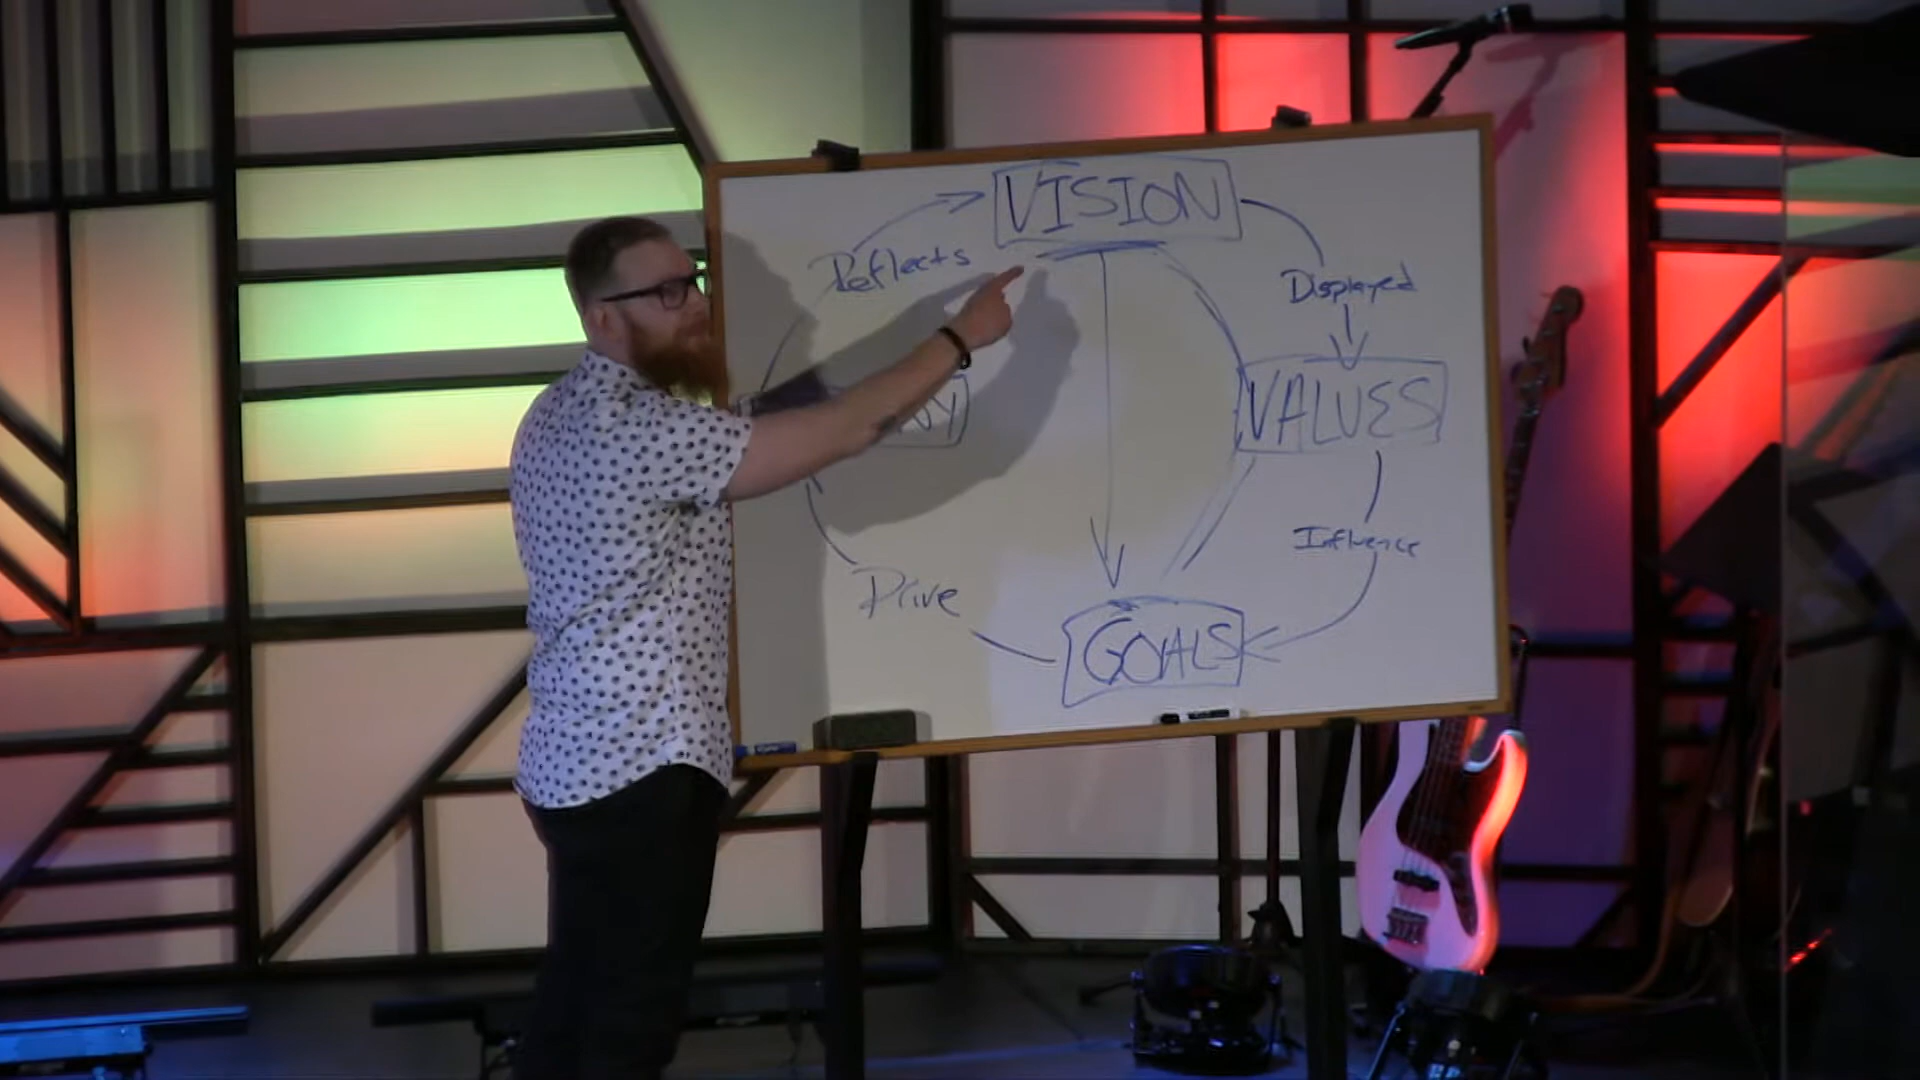 VISION
Reflects
Displayed
VALUES
Influence
Drive
GOALS